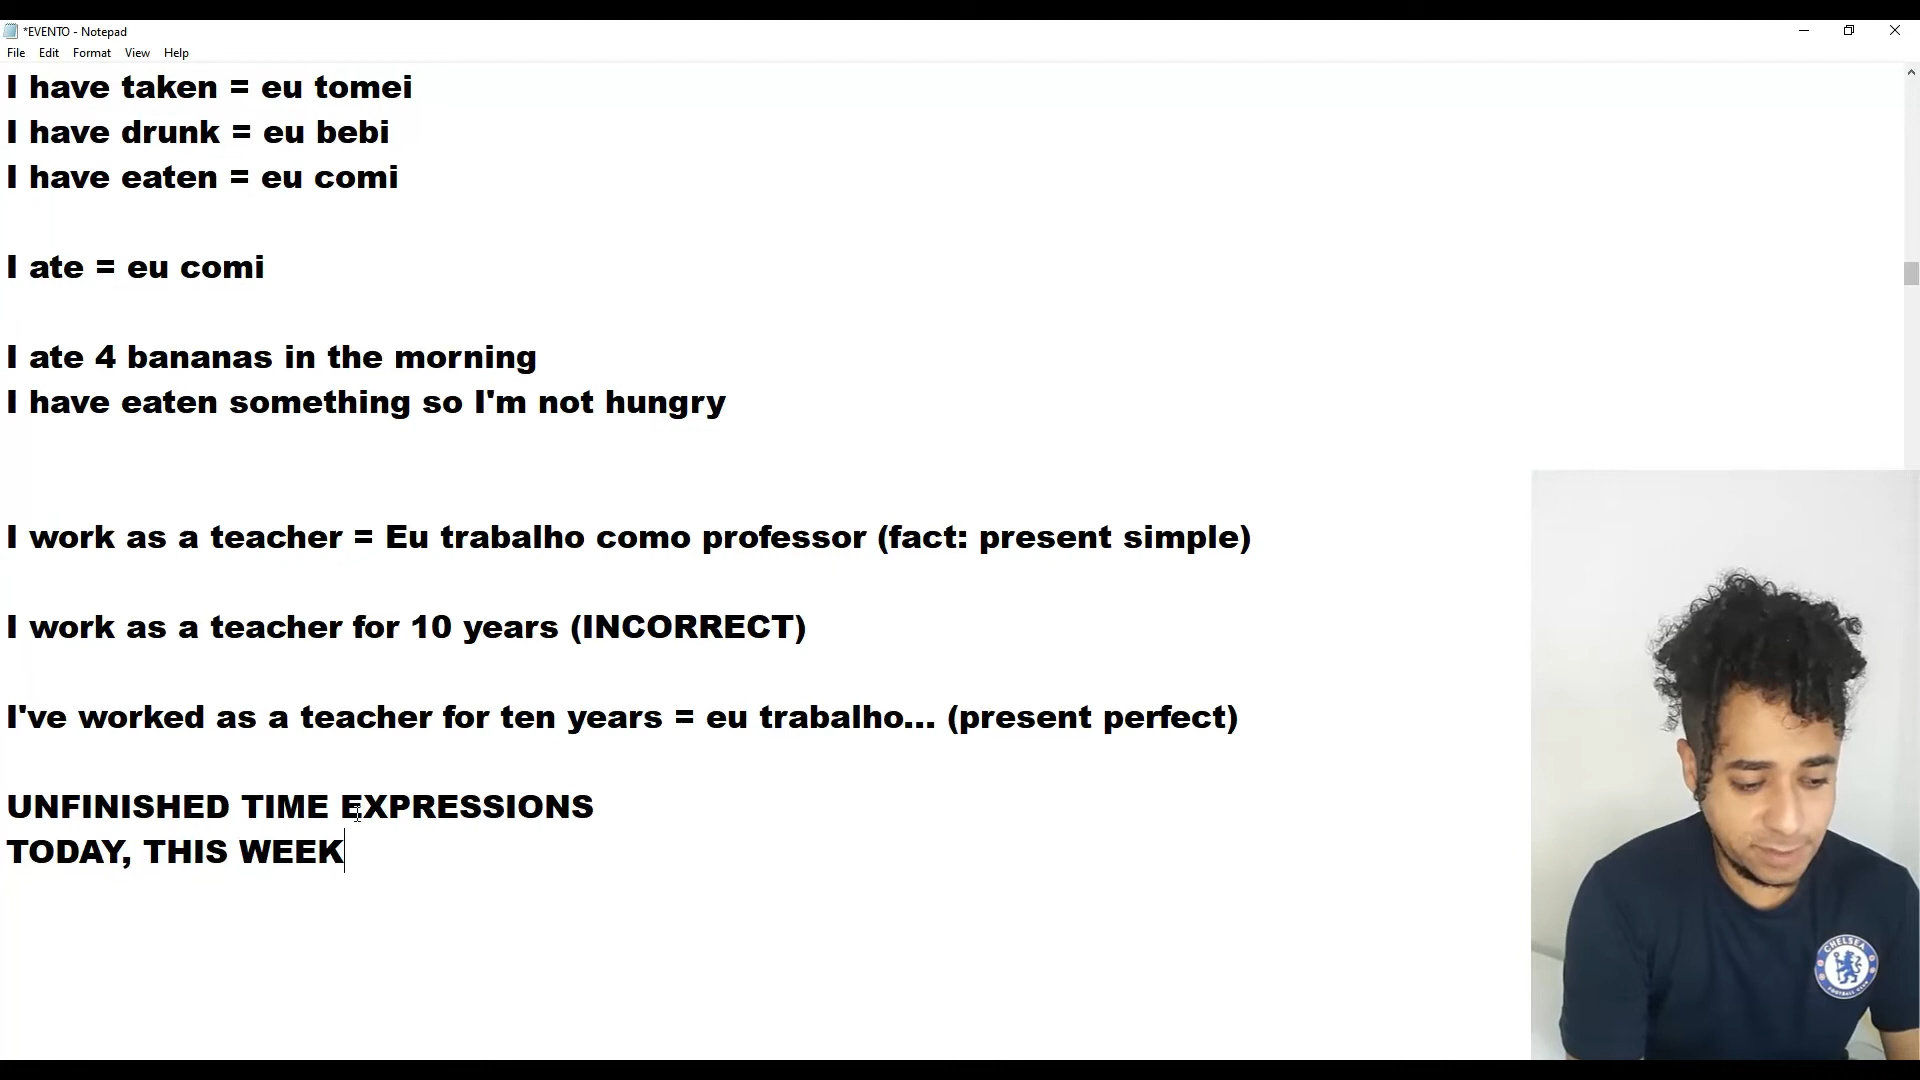 *EVENTO - Notepad
File Edit Format View Help
I have taken = eu tomei
I have drunk = eu bebi
I have eaten = eu comi
I ate = eu comi
I ate 4 bananas in the morning
I have eaten something so I'm not hungry
I work as a teacher = Eu trabalho como professor (fact: present simple)
I work as a teacher for 10 years (INCORRECT)
I've worked as a teacher for ten years = eu trabalho... (present perfect)
UNFINISHED TIME EXPRESSIONS
TODAY, THIS WEEK
CHELSEA
FOOTBALL CLUB